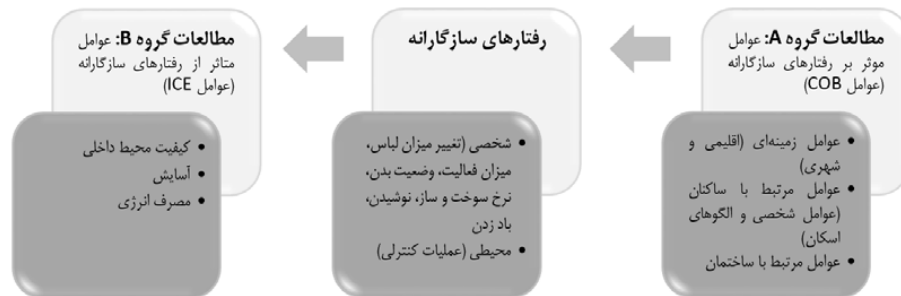 مطالعات گروه A: عوامل
موثر بر رفتارهای سازگارانه
(عوامل COB)
• عوامل زمینه‌ای (اقلیمی و
شهری)
• عوامل مرتبط با ساکنان
(عوامل شخصی و الگوهای
اسکان)
• عوامل مرتبط با ساختمان
رفتارهای سازگارانه
• شخصی (تغییر میزان لباس،
میزان فعالیت، وضعیت بدن،
نرخ سوخت و ساز، نوشیدن،
باد زدن
• محیطی (عملیات کنترلی)
مطالعات گروه B: عوامل
متاثر از رفتارهای سازگارانه
(عوامل ICE)
• کیفیت محیط داخلی
• آسایش
• مصرف انرژی